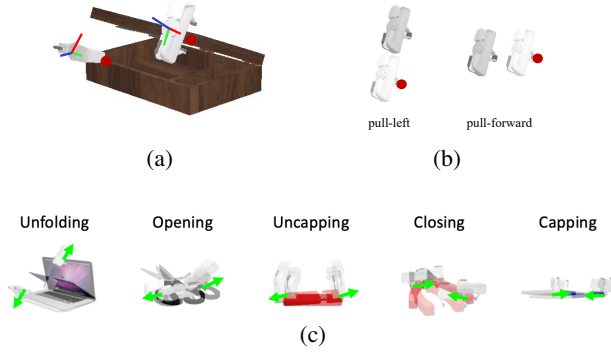 pull-left pull-forward
(a) (b)
Unfolding Opening Uncapping Closing Capping
(c)